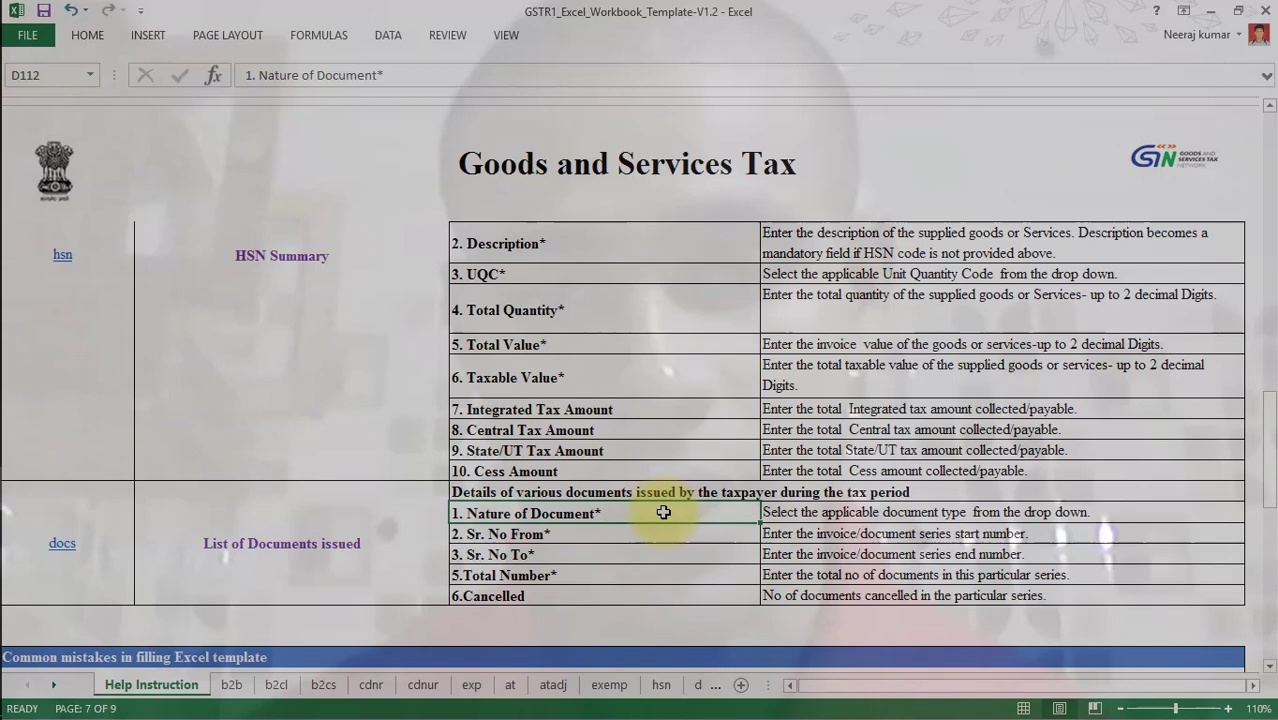 GSTR1_Excel_Workbook_Template-V1.2 - Excel
FILE HOME INSERT PAGE LAYOUT FORMULAS DATA REVIEW VIEW
Neeraj kumar
D112
fx
1. Nature of Document*
Goods and Services Tax
GOODS AND
SERVICES TAX
NETWORK
hsn
HSN Summary
2. Description*
Enter the description of the supplied goods or Services. Description becomes a
mandatory field if HSN code is not provided above.
3. UQC*
Select the applicable Unit Quantity Code from the drop down.
4. Total Quantity*
Enter the total quantity of the supplied goods or Services- up to 2 decimal Digits.
5. Total Value*
Enter the invoice value of the goods or services-up to 2 decimal Digits.
6. Taxable Value*
Enter the total taxable value of the supplied goods or services- up to 2 decimal
Digits.
7. Integrated Tax Amount
Enter the total Integrated tax amount collected/payable.
8. Central Tax Amount
Enter the total Central tax amount collected/payable.
9. State/UT Tax Amount
Enter the total State/UT tax amount collected/payable.
10. Cess Amount
Enter the total Cess amount collected/payable.
docs
List of Documents issued
Details of various documents issued by the taxpayer during the tax period
1. Nature of Document*
Select the applicable document type from the drop down.
2. Sr. No From*
Enter the invoice/document series start number.
3. Sr. No To*
Enter the invoice/document series end number.
5.Total Number*
Enter the total no of documents in this particular series.
6.Cancelled
No of documents cancelled in the particular series.
Common mistakes in filling Excel template
Help Instruction b2b b2cl b2cs cdnr cdnur exp at atadj exemp hsn d ...
READY PAGE: 7 OF 9
110%